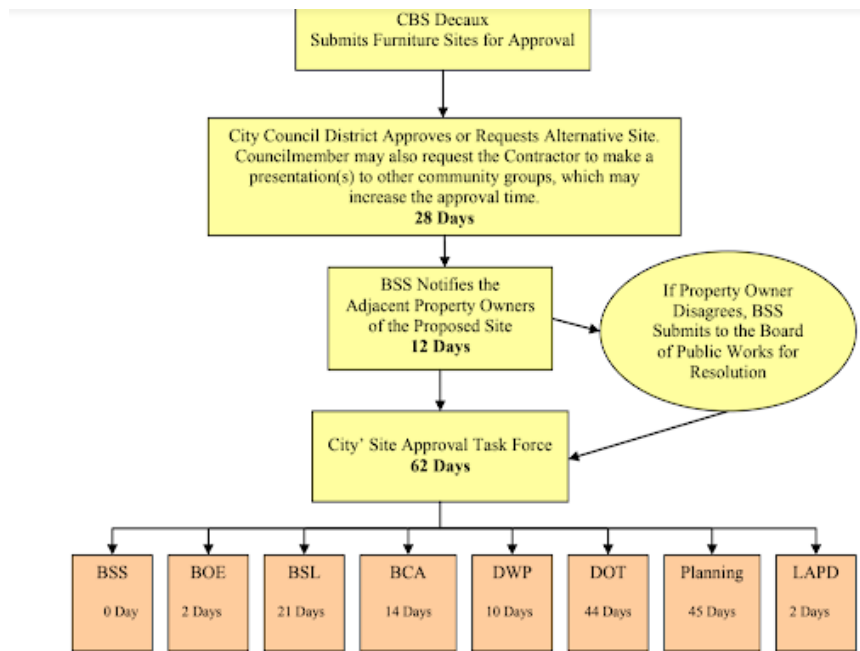 CBS Decaux
Submits Furniture Sites for Approval
City Council District Approves or Requests Alternative Site.
Councilmember may also request the Contractor to make a
presentation(s) to other community groups, which may
increase the approval time.
28 Days
BSS Notifies the
Adjacent Property Owners
of the Proposed Site
12 Days
If Property Owner
Disagrees, BSS
Submits to the Board
of Public Works for
Resolution
City’ Site Approval Task Force
62 Days
BSS
0 Day
BOE
2 Days
BSL
21 Days
BCA
14 Days
DWP
10 Days
DOT
44 Days
Planning
45 Days
LAPD
2 Days